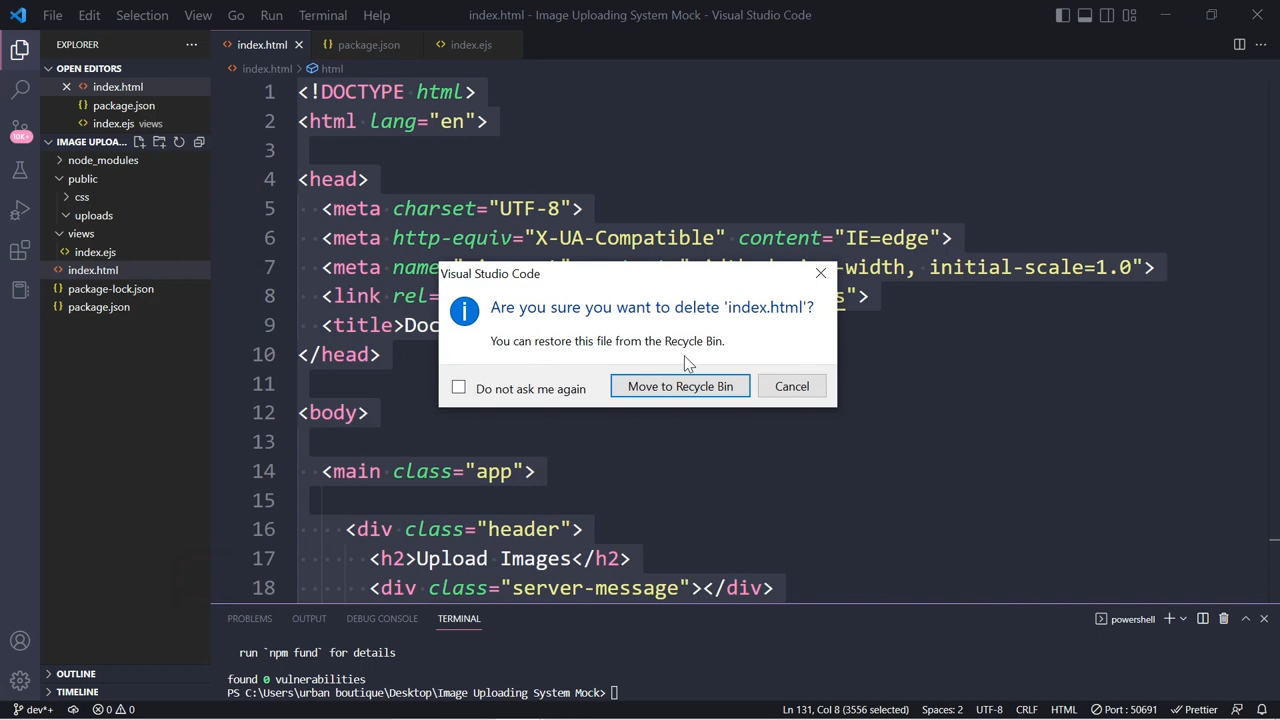 File Edit Selection View Go Run Terminal Help index.html - Image Uploading System Mock - Visual Studio Code
EXPLORER
index.html package.json index.ejs
OPEN EDITORS
index.html html
index.html
package.json
index.ejs views
10K+
IMAGE UPLOA...
node_modules
public
css
uploads
views
index.ejs
index.html
package-lock.json
package.json
1 <!DOCTYPE html>
2 <html lang="en">
3
4 <head>
5 <meta charset="UTF-8">
6 <meta http-equiv="X-UA-Compatible" content="IE=edge">
7 <meta name -width, initial-scale=1.0">
8 <link rel= ">
9 <title>Doc
10 </head>
11
12 <body>
13
14 <main class="app">
15
16 <div class="header">
17 <h2>Upload Images</h2>
18 <div class="server-message"></div>
Visual Studio Code
Are you sure you want to delete 'index.html'?
You can restore this file from the Recycle Bin.
Do not ask me again Move to Recycle Bin Cancel
PROBLEMS OUTPUT DEBUG CONSOLE TERMINAL powershell
run `npm fund` for details
found 0 vulnerabilities
PS C:\Users\urban boutique\Desktop\Image Uploading System Mock>
OUTLINE
TIMELINE
dev*+ 0 0 Ln 131, Col 8 (3556 selected) Spaces: 2 UTF-8 CRLF HTML Port : 50691 Prettier